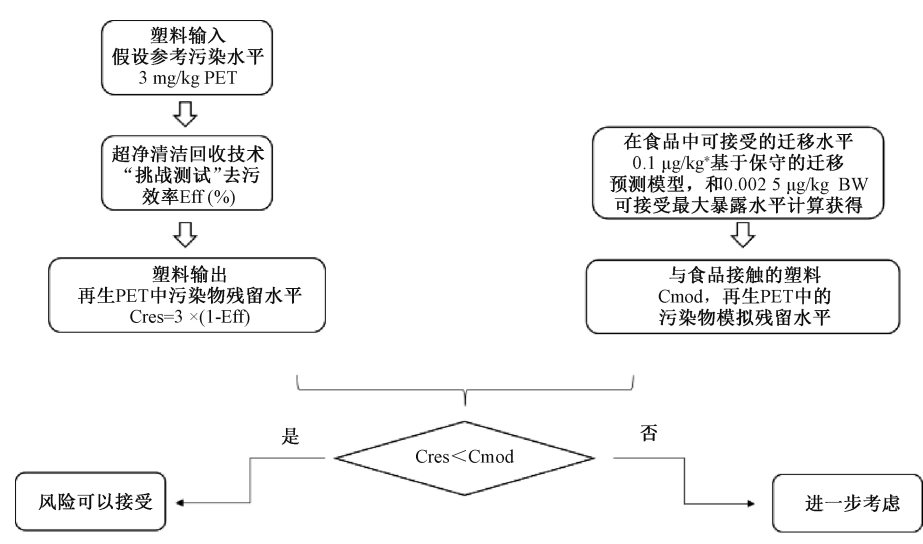 塑料输入
假设参考污染水平
3 mg/kg PET
超净清洁回收技术
“挑战测试”去污
效率Eff (%)
塑料输出
再生PET中污染物残留水平
Cres=3 ×(1-Eff)
在食品中可接受的迁移水平
0.1 μg/kg*基于保守的迁移
预测模型，和0.002 5 μg/kg BW
可接受最大暴露水平计算获得
与食品接触的塑料
Cmod，再生PET中的
污染物模拟残留水平
是
Cres＜Cmod
否
风险可以接受
进一步考虑